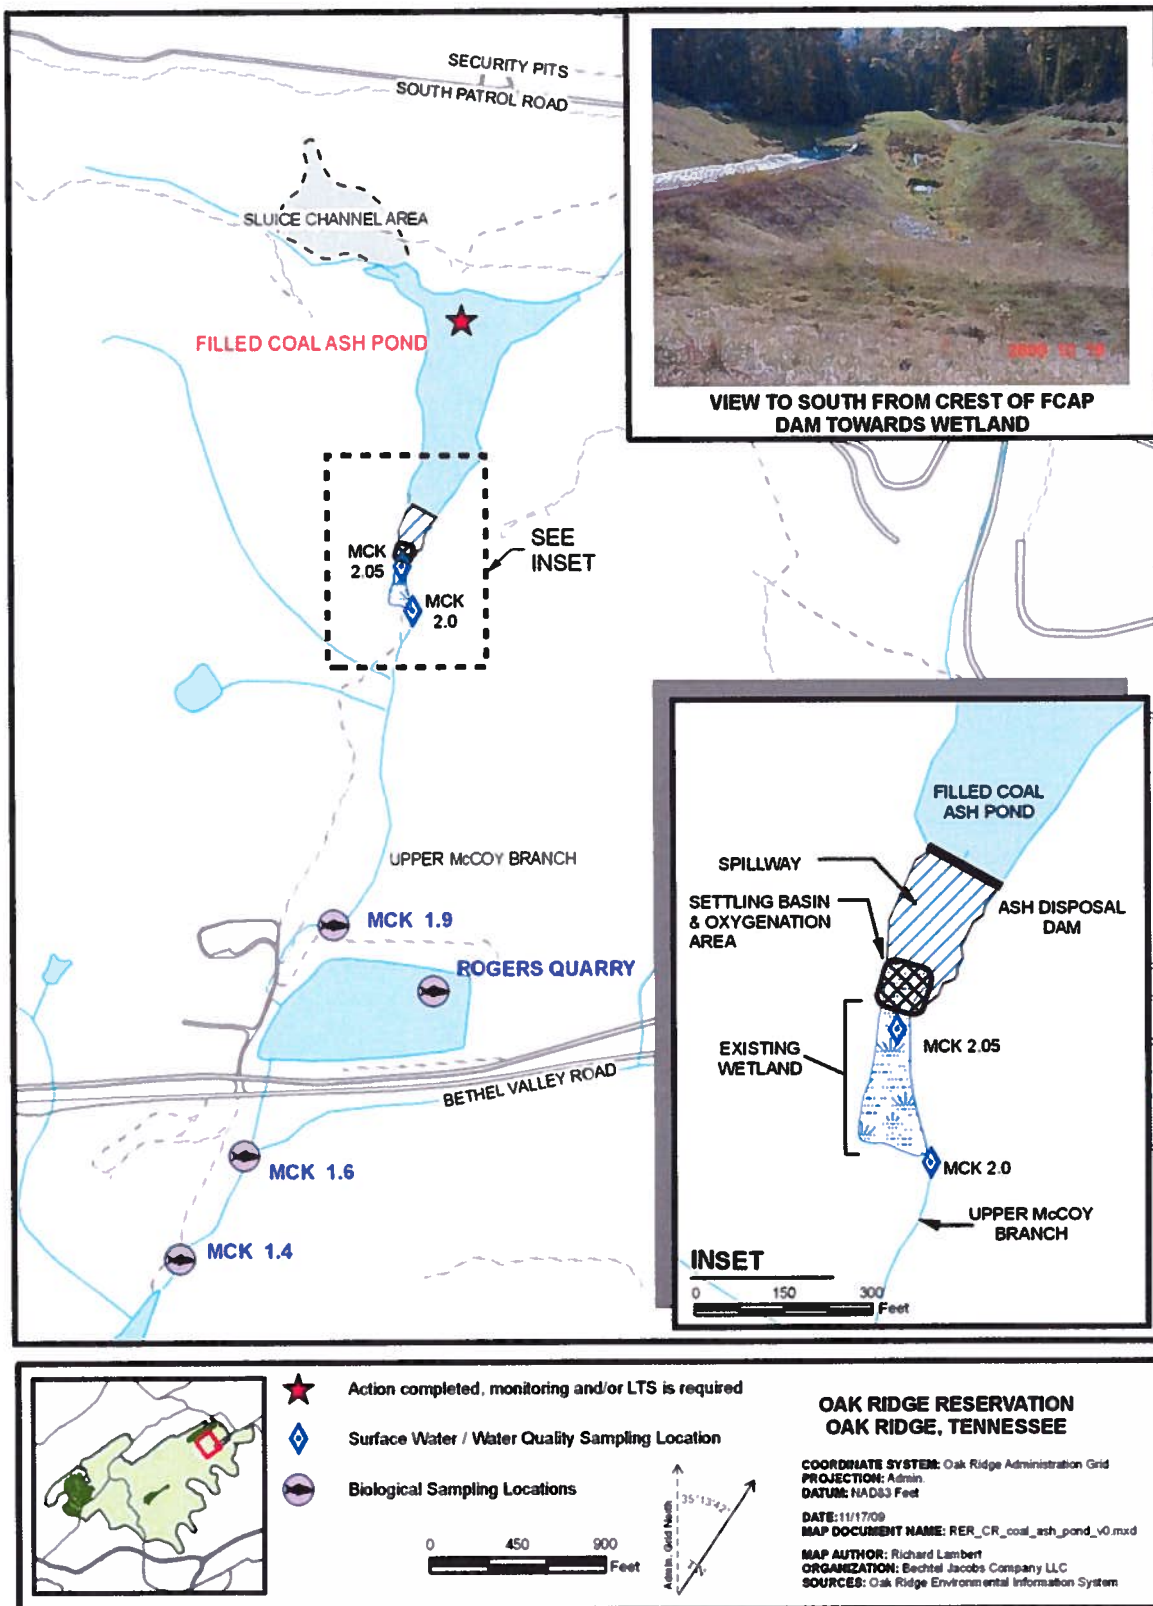 SECURITY PITS
SOUTH PATROL ROAD
SLUICE CHANNEL AREA
FILLED COAL ASH POND
VIEW TO SOUTH FROM CREST OF FCAP
DAM TOWARDS WETLAND
SEE
INSET
MCK
2.05
MCK
2.0
UPPER McCOY BRANCH
MCK 1.9
ROGERS QUARRY
BETHEL VALLEY ROAD
MCK 1.6
MCK 1.4
FILLED COAL
ASH POND
SPILLWAY
SETTLING BASIN
& OXYGENATION
AREA
ASH DISPOSAL
DAM
EXISTING
WETLAND
MCK 2.05
MCK 2.0
UPPER McCOY
BRANCH
INSET
0 150 300
Feet
Action completed, monitoring and/or LTS is required
Surface Water / Water Quality Sampling Location
Biological Sampling Locations
0 450 900
Feet
Admin. Grid North
35°13'42"
OAK RIDGE RESERVATION
OAK RIDGE, TENNESSEE
COORDINATE SYSTEM: Oak Ridge Administration Grid
PROJECTION: Admin.
DATUM: NAD83 Feet
DATE: 11/17/09
MAP DOCUMENT NAME: RER_CR_coal_ash_pond_v0.mxd
MAP AUTHOR: Richard Lambert
ORGANIZATION: Bechtel Jacobs Company LLC
SOURCES: Oak Ridge Environmental Information System